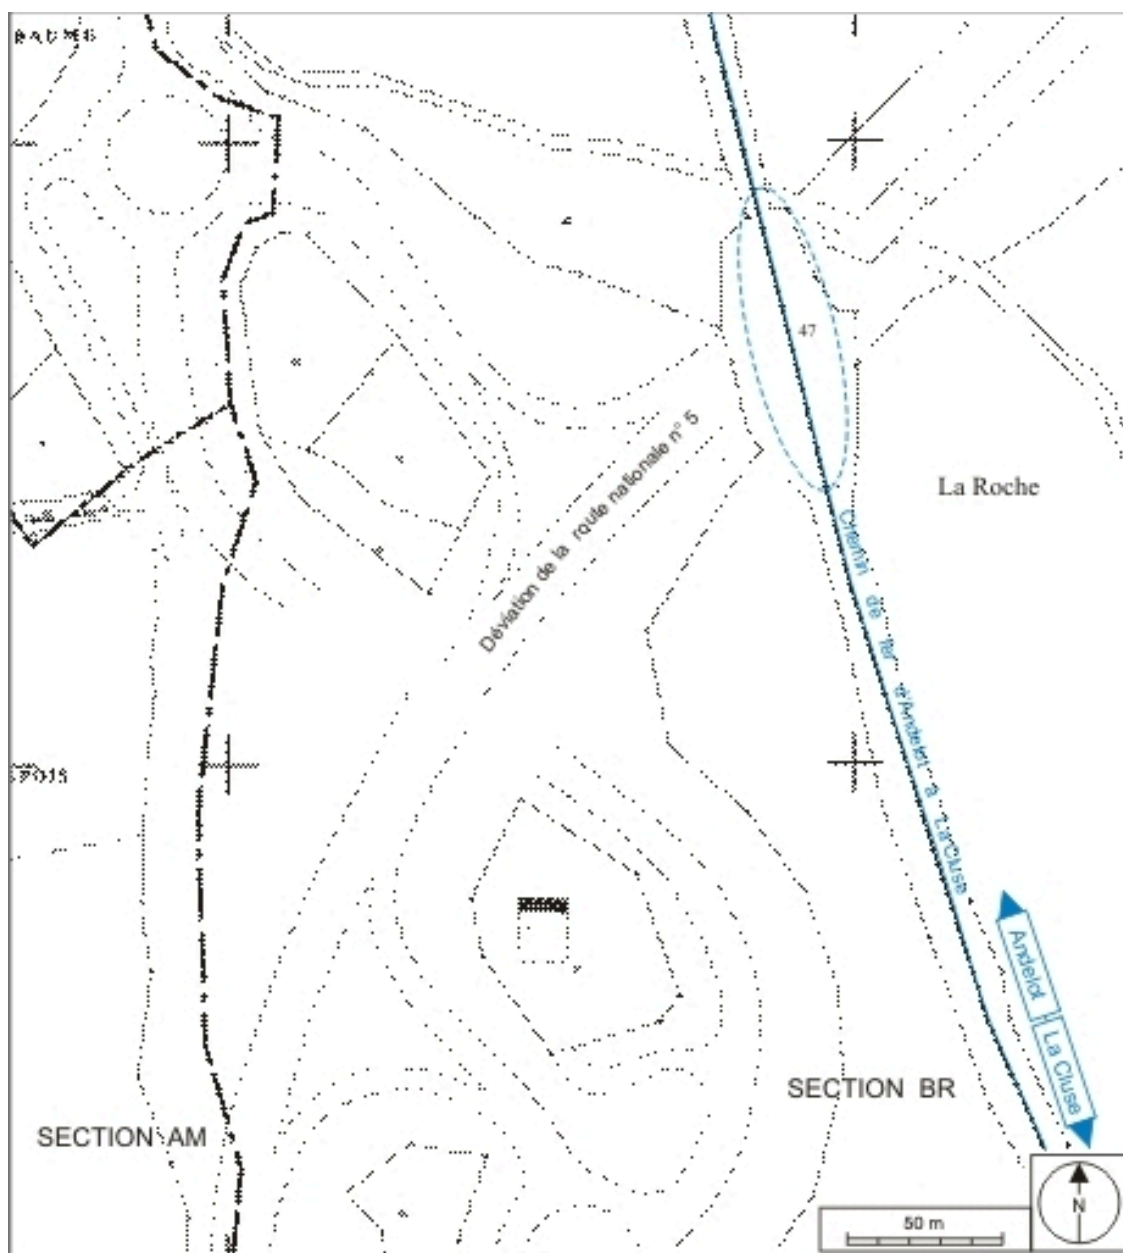 47
Déviation de la route nationale n° 5
La Roche
Chemin de fer d'Andelot à La Cluse
Andelot
La Cluse
SECTION BR
SECTION AM
50 m
N